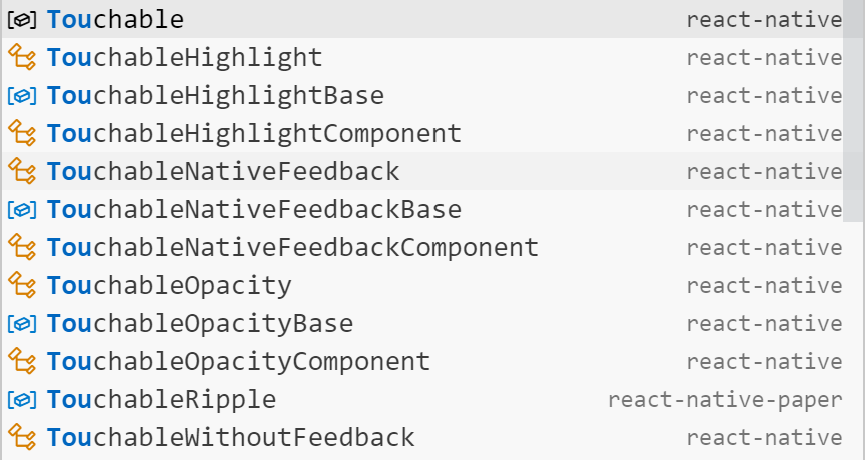 Touchable react-native
TouchableHighlight react-native
TouchableHighlightBase react-native
TouchableHighlightComponent react-native
TouchableNativeFeedback react-native
TouchableNativeFeedbackBase react-native
TouchableNativeFeedbackComponent react-native
TouchableOpacity react-native
TouchableOpacityBase react-native
TouchableOpacityComponent react-native
TouchableRipple react-native-paper
TouchableWithoutFeedback react-native